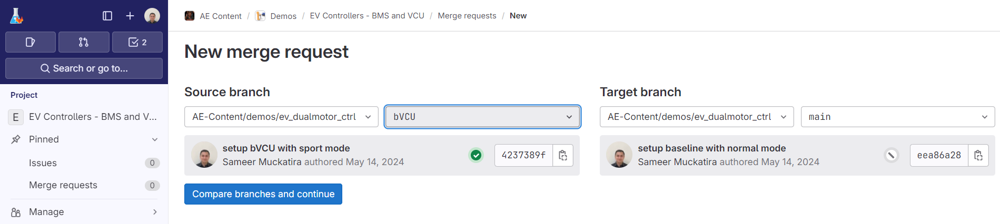 AE Content / Demos / EV Controllers - BMS and VCU / Merge requests / New
2
Search or go to...
Project
E EV Controllers - BMS and V...
Pinned
Issues 0
Merge requests 0
Manage
New merge request
Source branch
AE-Content/demos/ev_dualmotor_ctrl bVCU
setup bVCU with sport mode
Sameer Muckatira authored May 14, 2024
4237389f
Target branch
AE-Content/demos/ev_dualmotor_ctrl main
setup baseline with normal mode
Sameer Muckatira authored May 14, 2024
eea86a28
Compare branches and continue